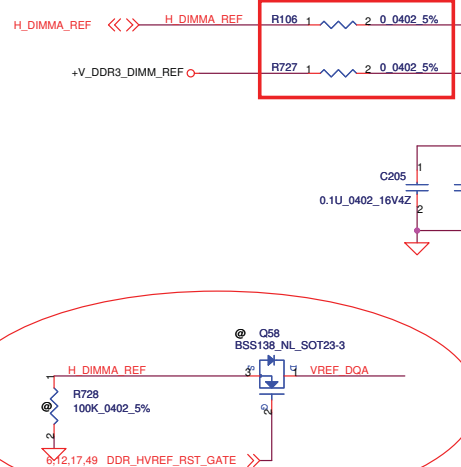 H_DIMMA_REF
H_DIMMA_REF
R106 1 2 0_0402_5%
+V_DDR3_DIMM_REF
R727 1 2 0_0402_5%
1
C205
0.1U_0402_16V4Z
2
@ Q58
BSS138_NL_SOT23-3
1 H_DIMMA_REF 3 S D 1 VREF_DQA
R728
@ 100K_0402_5%
G
2
2
6,12,17,49 DDR_HVREF_RST_GATE